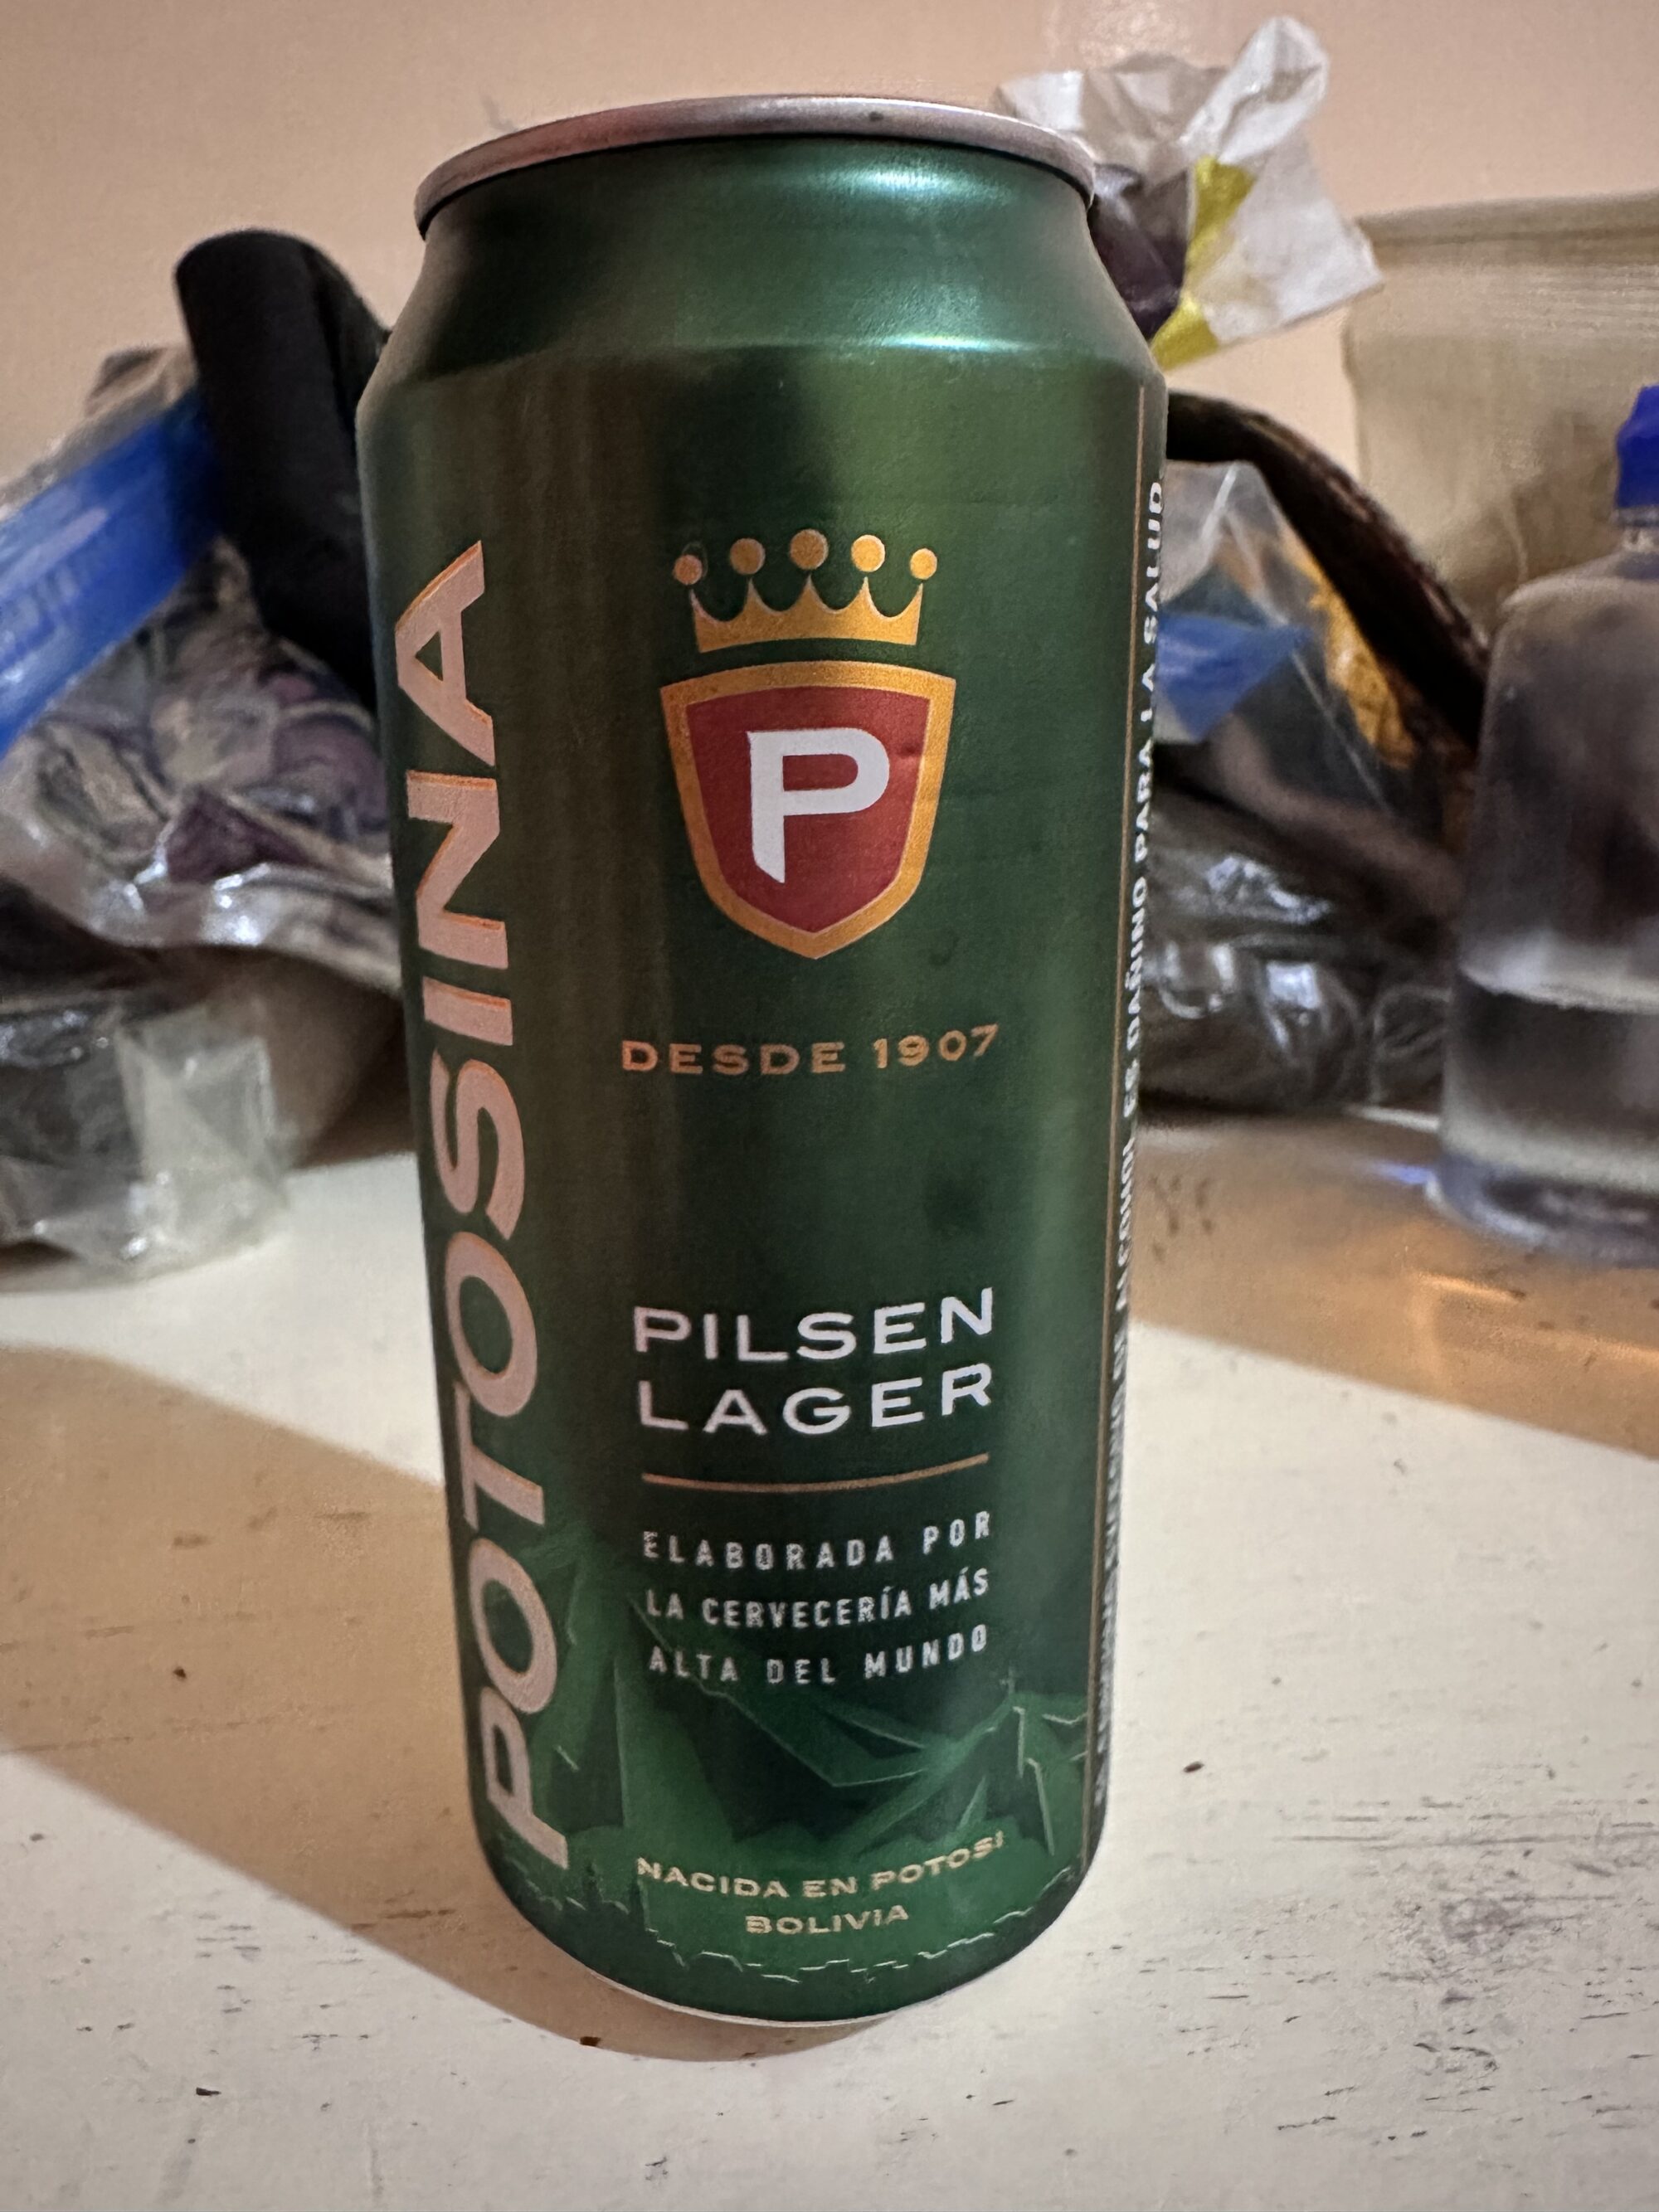 POTOSINA
P
DESDE 1907
PILSEN
LAGER
ELABORADA POR
LA CERVECERÍA MÁS
ALTA DEL MUNDO
NACIDA EN POTOSÍ
BOLIVIA
ES DAÑINO PARA LA SALUD